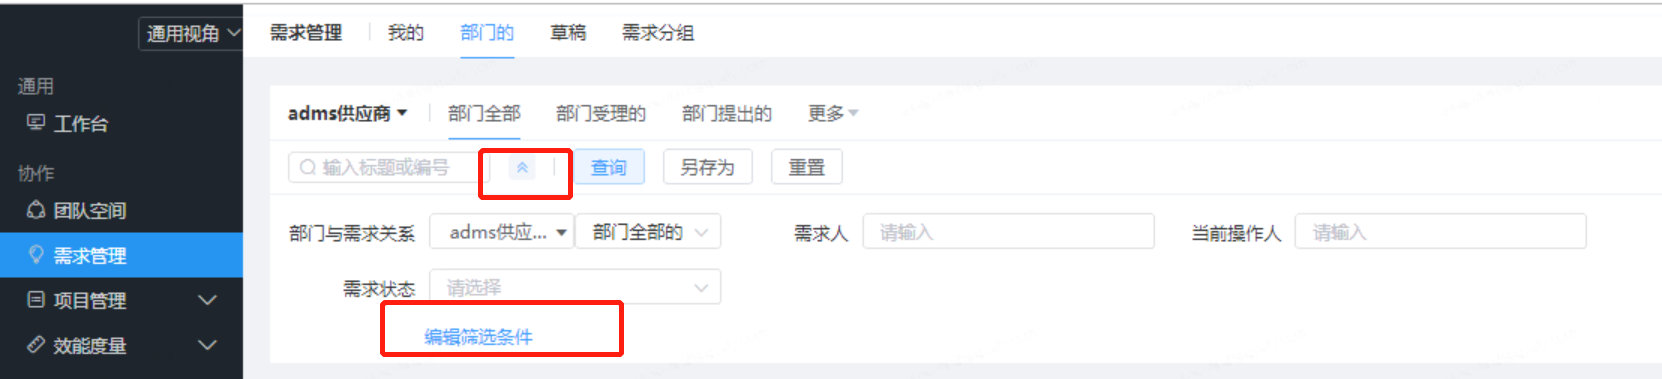 通用视角
需求管理 我的 部门的 草稿 需求分组
通用
工作台
协作
团队空间
需求管理
项目管理
效能度量
adms供应商 部门全部 部门受理的 部门提出的 更多
输入标题或编号 查询 另存为 重置
部门与需求关系 adms供应... 部门全部的 需求人 请输入 当前操作人 请输入
需求状态 请选择
编辑筛选条件